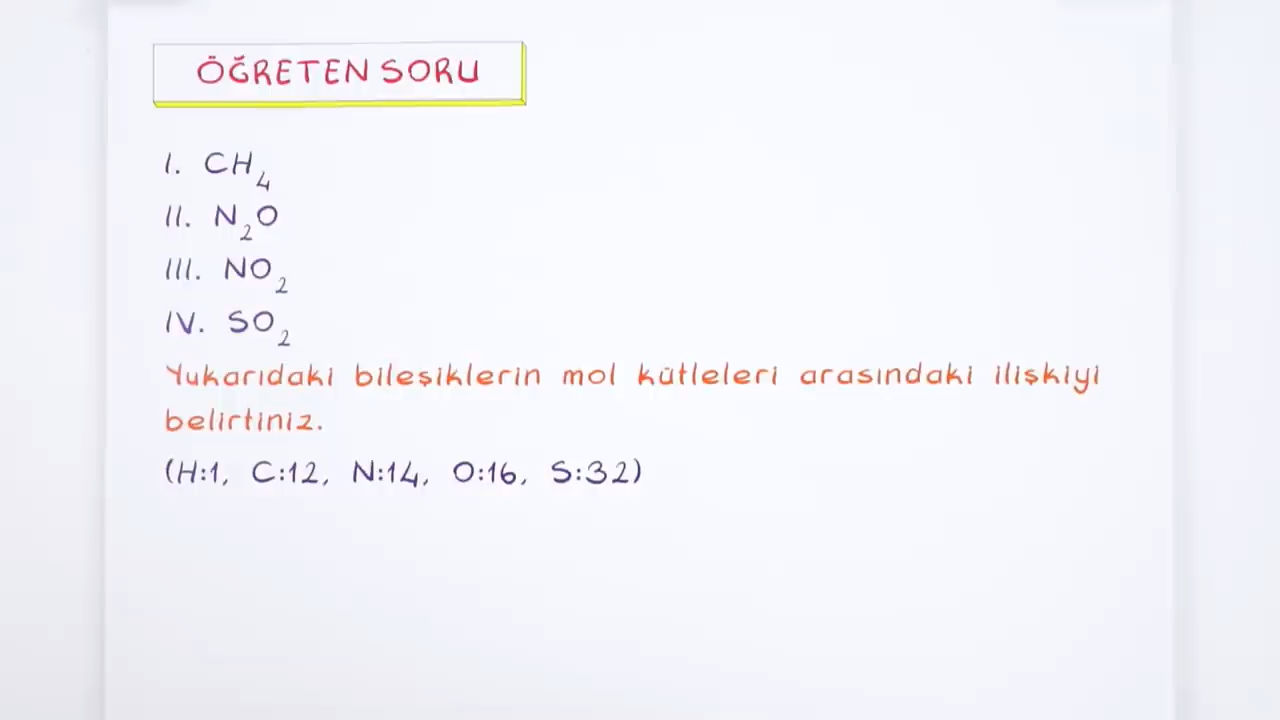 ÖĞRETEN SORU
I. CH₄
II. N₂O
III. NO₂
IV. SO₂
Yukarıdaki bileşiklerin mol kütleleri arasındaki ilişkiyi
belirtiniz.
(H:1, C:12, N:14, O:16, S:32)